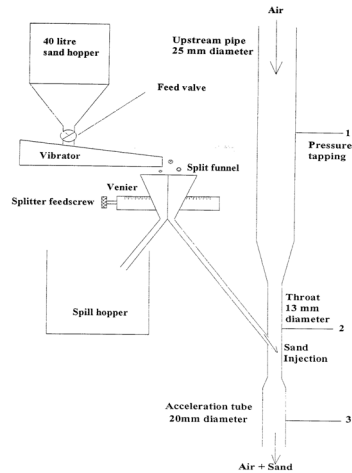 Air
Upstream pipe
25 mm diameter
40 litre
sand hopper
Feed valve
1
Pressure
tapping
Vibrator
Split funnel
Venier
Splitter feedscrew
Throat
13 mm
diameter
2
Spill hopper
Sand
Injection
Acceleration tube
20mm diameter
3
Air + Sand